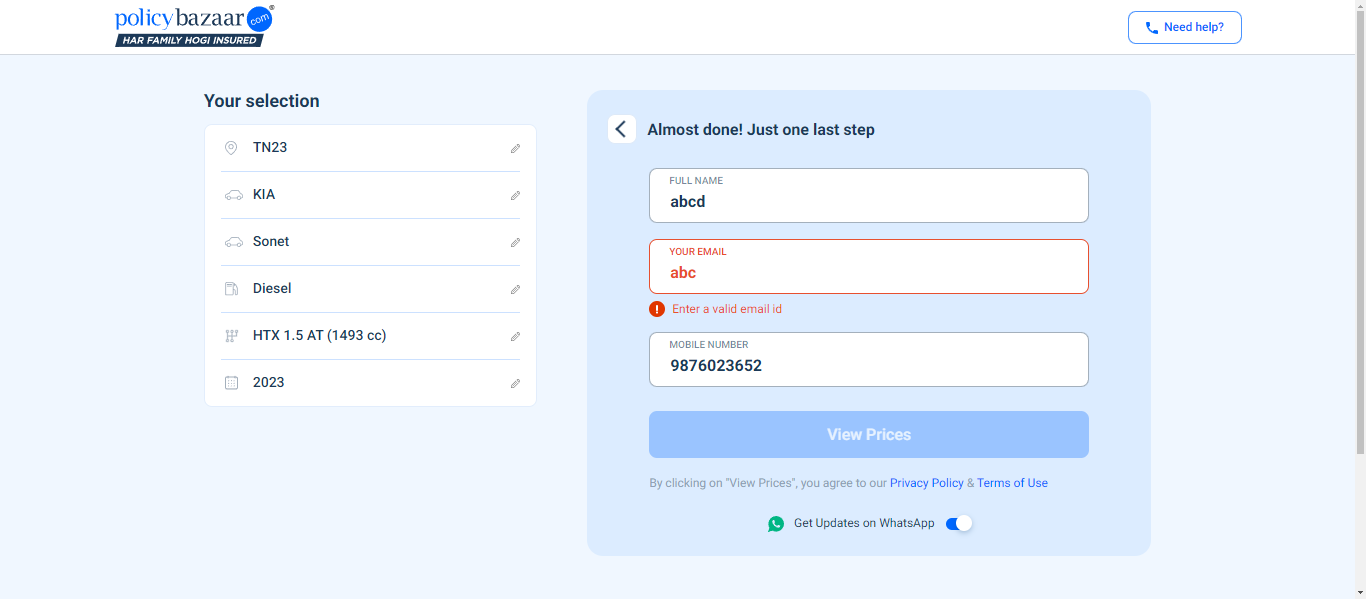 policybazaar.com®
HAR FAMILY HOGI INSURED
Need help?
Your selection
TN23
KIA
Sonet
Diesel
HTX 1.5 AT (1493 cc)
2023
Almost done! Just one last step
FULL NAME
abcd
YOUR EMAIL
abc
Enter a valid email id
MOBILE NUMBER
9876023652
View Prices
By clicking on "View Prices", you agree to our Privacy Policy & Terms of Use
Get Updates on WhatsApp